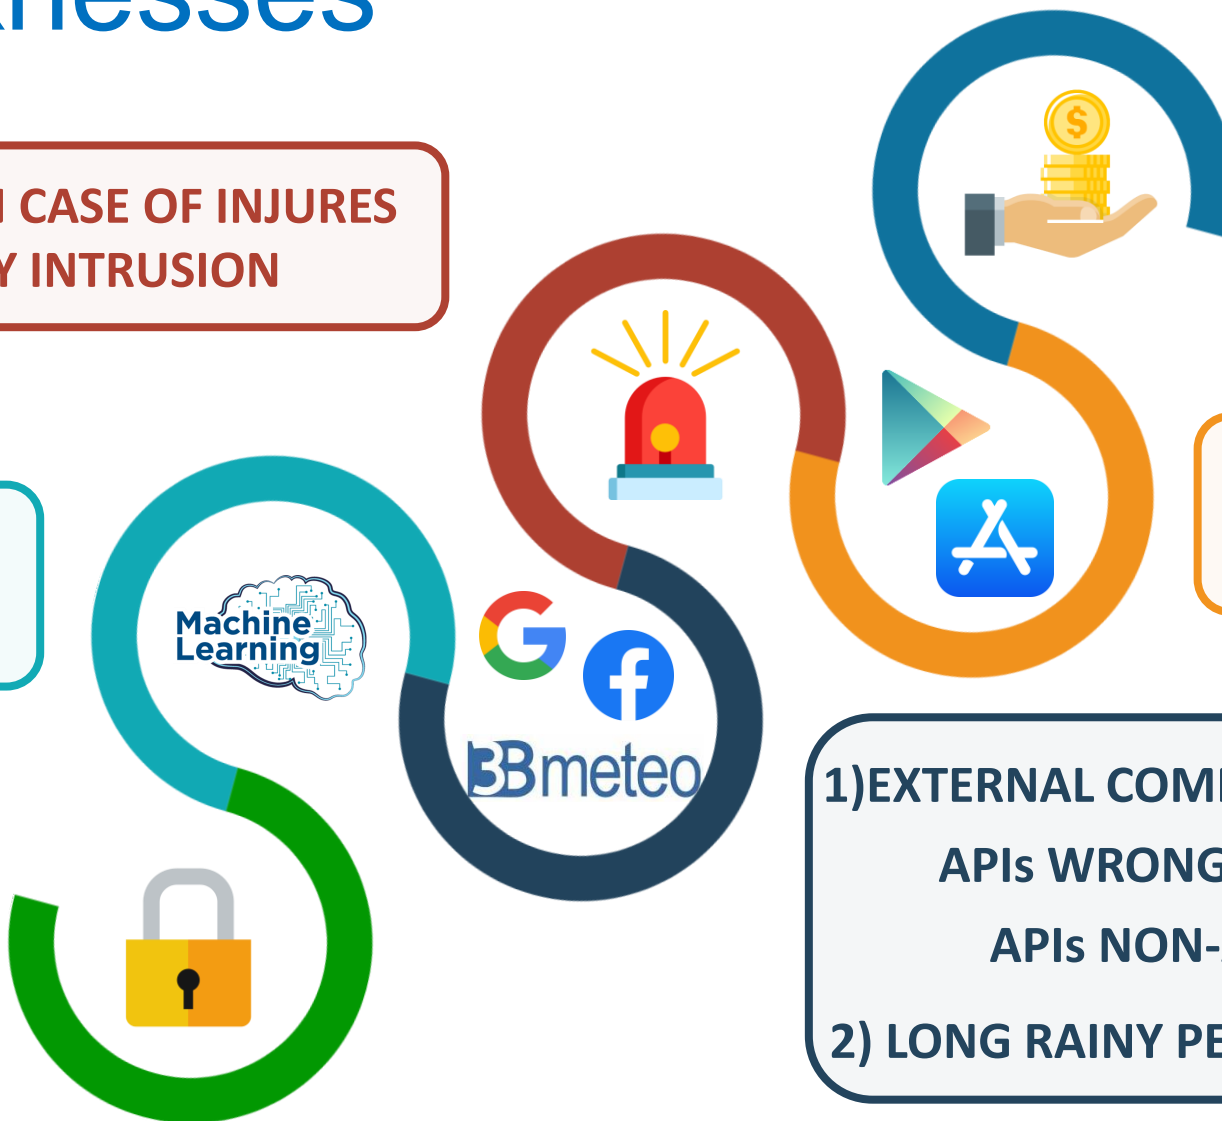 nesses
CASE OF INJURES
Y INTRUSION
Machine
Learning
3Bmeteo
1)EXTERNAL COM
APIs WRONG
APIs NON-
2) LONG RAINY PE